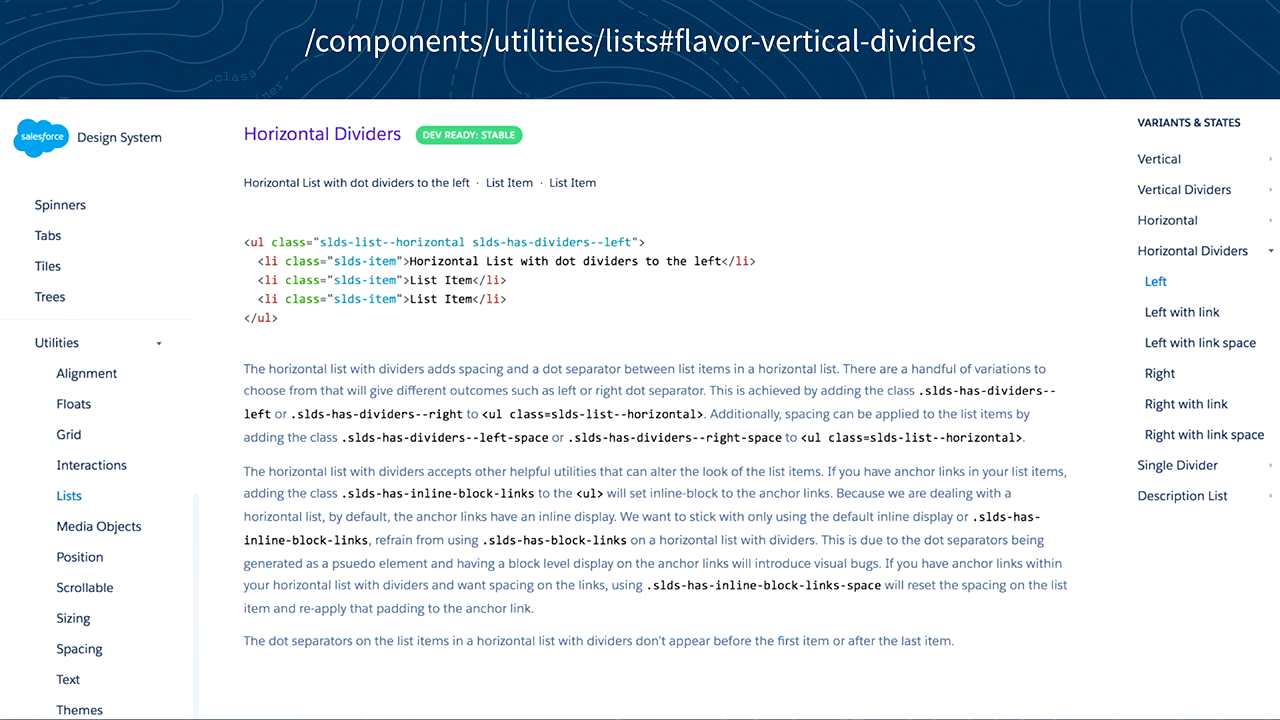 /components/utilities/lists#flavor-vertical-dividers
class
salesforce
Design System
Spinners
Tabs
Tiles
Trees
Utilities
Alignment
Floats
Grid
Interactions
Lists
Media Objects
Position
Scrollable
Sizing
Spacing
Text
Themes
Horizontal Dividers
DEV READY: STABLE
Horizontal List with dot dividers to the left · List Item · List Item
<ul class="slds-list--horizontal slds-has-dividers--left">
<li class="slds-item">Horizontal List with dot dividers to the left</li>
<li class="slds-item">List Item</li>
<li class="slds-item">List Item</li>
</ul>
The horizontal list with dividers adds spacing and a dot separator between list items in a horizontal list. There are a handful of variations to
choose from that will give different outcomes such as left or right dot separator. This is achieved by adding the class .slds-has-dividers--
left or .slds-has-dividers--right to <ul class=slds-list--horizontal>. Additionally, spacing can be applied to the list items by
adding the class .slds-has-dividers--left-space or .slds-has-dividers--right-space to <ul class=slds-list--horizontal>.
The horizontal list with dividers accepts other helpful utilities that can alter the look of the list items. If you have anchor links in your list items,
adding the class .slds-has-inline-block-links to the <ul> will set inline-block to the anchor links. Because we are dealing with a
horizontal list, by default, the anchor links have an inline display. We want to stick with only using the default inline display or .slds-has-
inline-block-links, refrain from using .slds-has-block-links on a horizontal list with dividers. This is due to the dot separators being
generated as a psuedo element and having a block level display on the anchor links will introduce visual bugs. If you have anchor links within
your horizontal list with dividers and want spacing on the links, using .slds-has-inline-block-links-space will reset the spacing on the list
item and re-apply that padding to the anchor link.
The dot separators on the list items in a horizontal list with dividers don't appear before the first item or after the last item.
VARIANTS & STATES
Vertical
Vertical Dividers
Horizontal
Horizontal Dividers
Left
Left with link
Left with link space
Right
Right with link
Right with link space
Single Divider
Description List